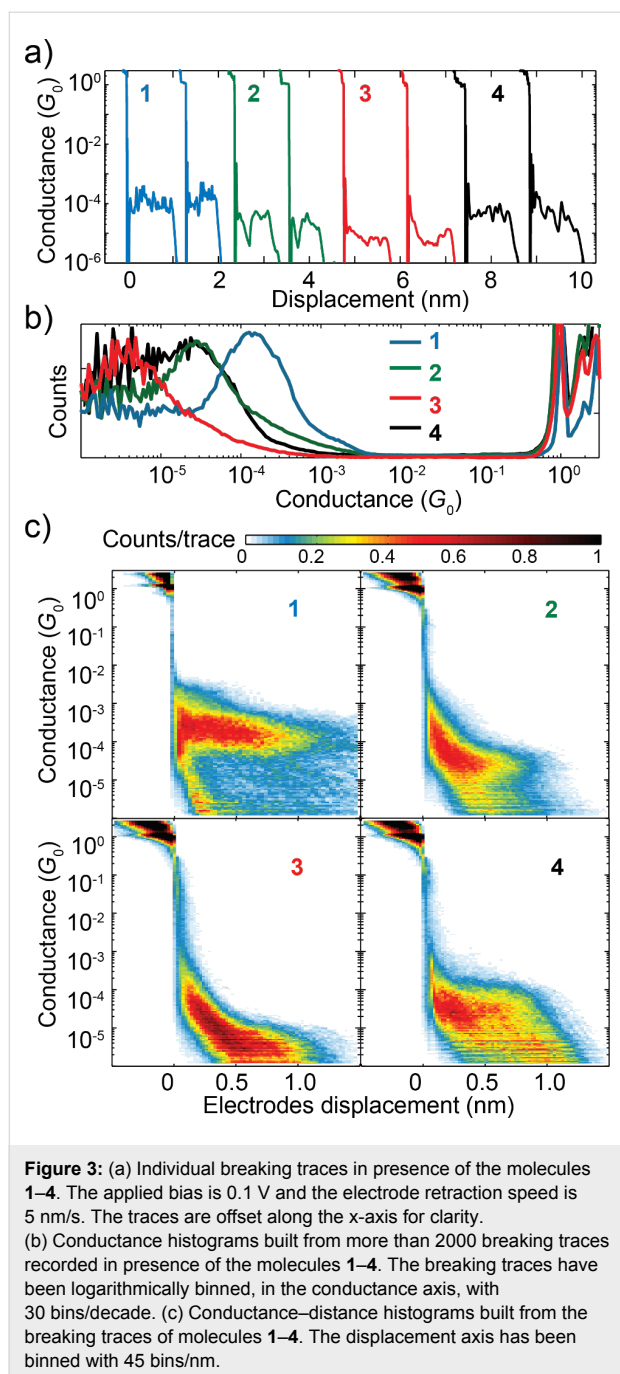 a)
Conductance (G₀)
10⁰
10⁻²
10⁻⁴
10⁻⁶
1
2
3
4
0 2 4 6 8 10
Displacement (nm)
b)
Counts
1
2
3
4
10⁻⁵ 10⁻⁴ 10⁻³ 10⁻² 10⁻¹ 10⁰
Conductance (G₀)
c)
Counts/trace
0 0.2 0.4 0.6 0.8 1
Conductance (G₀)
10⁰
10⁻¹
10⁻²
10⁻³
10⁻⁴
10⁻⁵
1
2
Conductance (G₀)
10⁰
10⁻¹
10⁻²
10⁻³
10⁻⁴
10⁻⁵
3
4
0 0.5 1.0 0 0.5 1.0
Electrodes displacement (nm)
Figure 3: (a) Individual breaking traces in presence of the molecules
1–4. The applied bias is 0.1 V and the electrode retraction speed is
5 nm/s. The traces are offset along the x-axis for clarity.
(b) Conductance histograms built from more than 2000 breaking traces
recorded in presence of the molecules 1–4. The breaking traces have
been logarithmically binned, in the conductance axis, with
30 bins/decade. (c) Conductance–distance histograms built from the
breaking traces of molecules 1–4. The displacement axis has been
binned with 45 bins/nm.